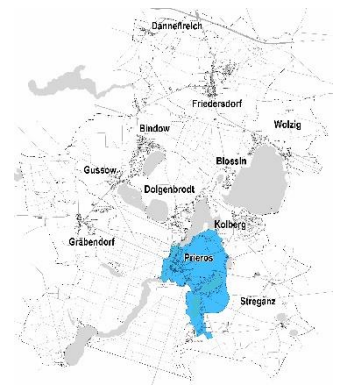 Dannenreich
Friedersdorf
Wolzig
Bindow
Blossin
Gussow
Dolgenbrodt
Kolberg
Gräbendorf
Prieros
Streganz